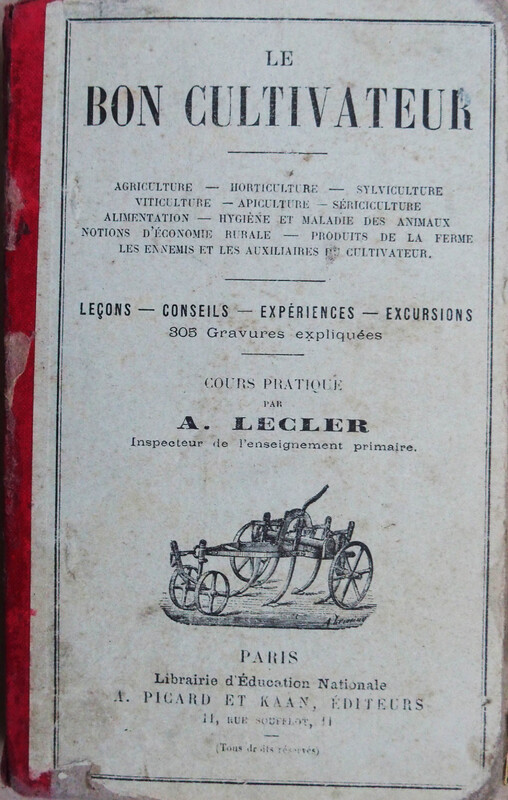 LE
BON CULTIVATEUR
AGRICULTURE — HORTICULTURE — SYLVICULTURE
VITICULTURE — APICULTURE — SÉRICICULTURE
ALIMENTATION — HYGIÈNE ET MALADIE DES ANIMAUX
NOTIONS D'ÉCONOMIE RURALE — PRODUITS DE LA FERME
LES ENNEMIS ET LES AUXILIAIRES DU CULTIVATEUR.
LEÇONS — CONSEILS — EXPÉRIENCES — EXCURSIONS
305 Gravures expliquées
COURS PRATIQUE
PAR
A. LECLER
Inspecteur de l'enseignement primaire.
PARIS
Librairie d'Éducation Nationale
A. PICARD ET KAAN, ÉDITEURS
11, RUE SOUFFLOT, 11
(Tous droits réservés)